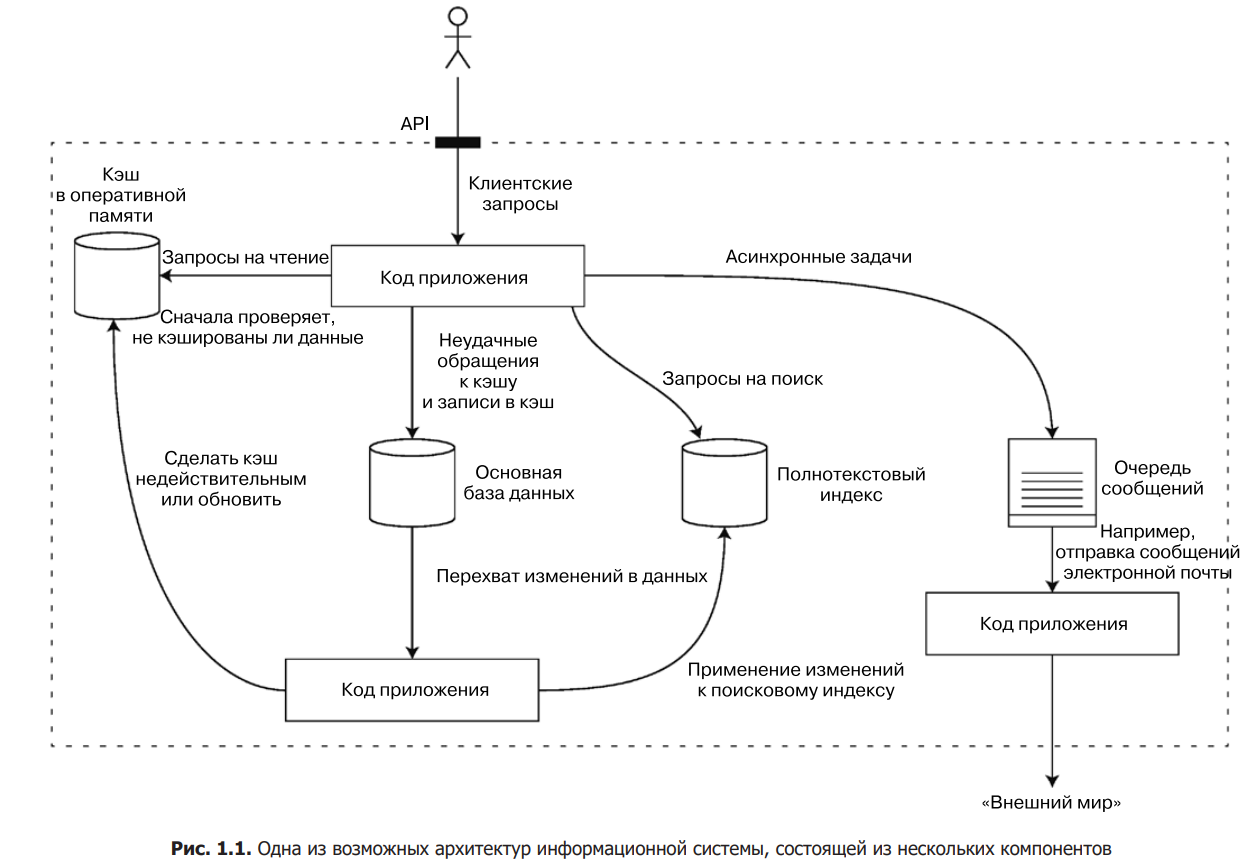 API
Клиентские
запросы
Кэш
в оперативной
памяти
Запросы на чтение
Код приложения
Асинхронные задачи
Сначала проверяет,
не кэшированы ли данные
Неудачные
обращения
к кэшу
и записи в кэш
Запросы на поиск
Сделать кэш
недействительным
или обновить
Основная
база данных
Полнотекстовый
индекс
Очередь
сообщений
Например,
отправка сообщений
электронной почты
Перехват изменений в данных
Код приложения
Код приложения
Применение изменений
к поисковому индексу
«Внешний мир»
Рис. 1.1. Одна из возможных архитектур информационной системы, состоящей из нескольких компонентов